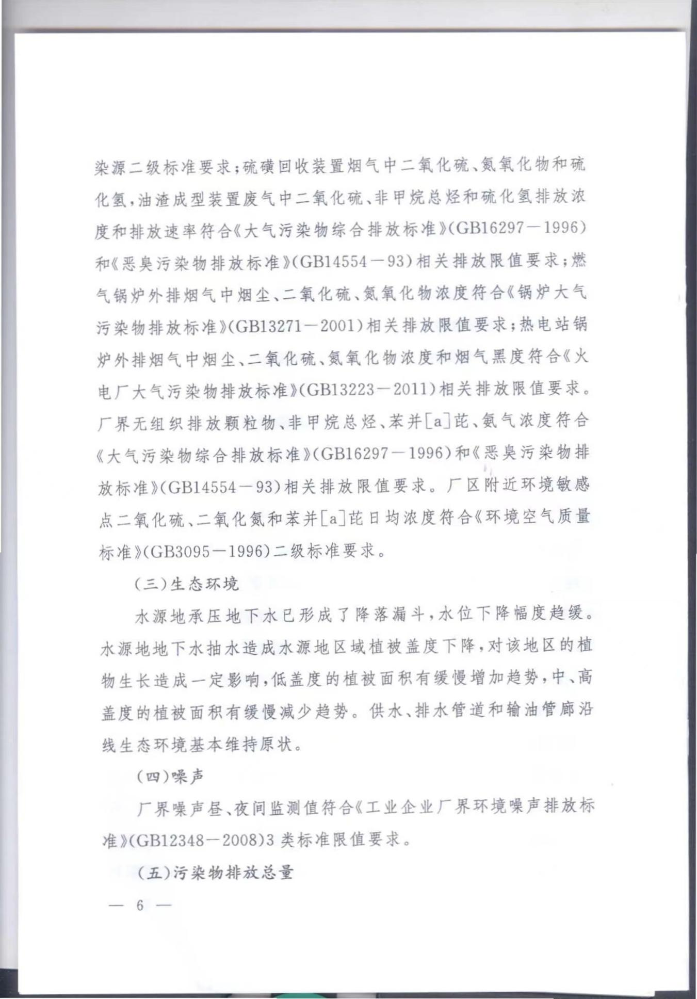 染源二级标准要求;硫磺回收装置烟气中二氧化硫、氮氧化物和硫
化氢,油渣成型装置废气中二氧化硫、非甲烷总烃和硫化氢排放浓
度和排放速率符合《大气污染物综合排放标准》(GB16297—1996)
和《恶臭污染物排放标准》(GB14554—93)相关排放限值要求;燃
气锅炉外排烟气中烟尘、二氧化硫、氮氧化物浓度符合《锅炉大气
污染物排放标准》(GB13271—2001)相关排放限值要求;热电站锅
炉外排烟气中烟尘、二氧化硫、氮氧化物浓度和烟气黑度符合《火
电厂大气污染物排放标准》(GB13223—2011)相关排放限值要求。
厂界无组织排放颗粒物、非甲烷总烃、苯并[a]芘、氨气浓度符合
《大气污染物综合排放标准》(GB16297—1996)和《恶臭污染物排
放标准》(GB14554—93)相关排放限值要求。厂区附近环境敏感
点二氧化硫、二氧化氮和苯并[a]芘日均浓度符合《环境空气质量
标准》(GB3095—1996)二级标准要求。
(三)生态环境
水源地承压地下水已形成了降落漏斗,水位下降幅度趋缓。
水源地地下水抽水造成水源地区域植被盖度下降,对该地区的植
物生长造成一定影响,低盖度的植被面积有缓慢增加趋势,中、高
盖度的植被面积有缓慢减少趋势。供水、排水管道和输油管廊沿
线生态环境基本维持原状。
(四)噪声
厂界噪声昼、夜间监测值符合《工业企业厂界环境噪声排放标
准》(GB12348—2008)3类标准限值要求。
(五)污染物排放总量
— 6 —